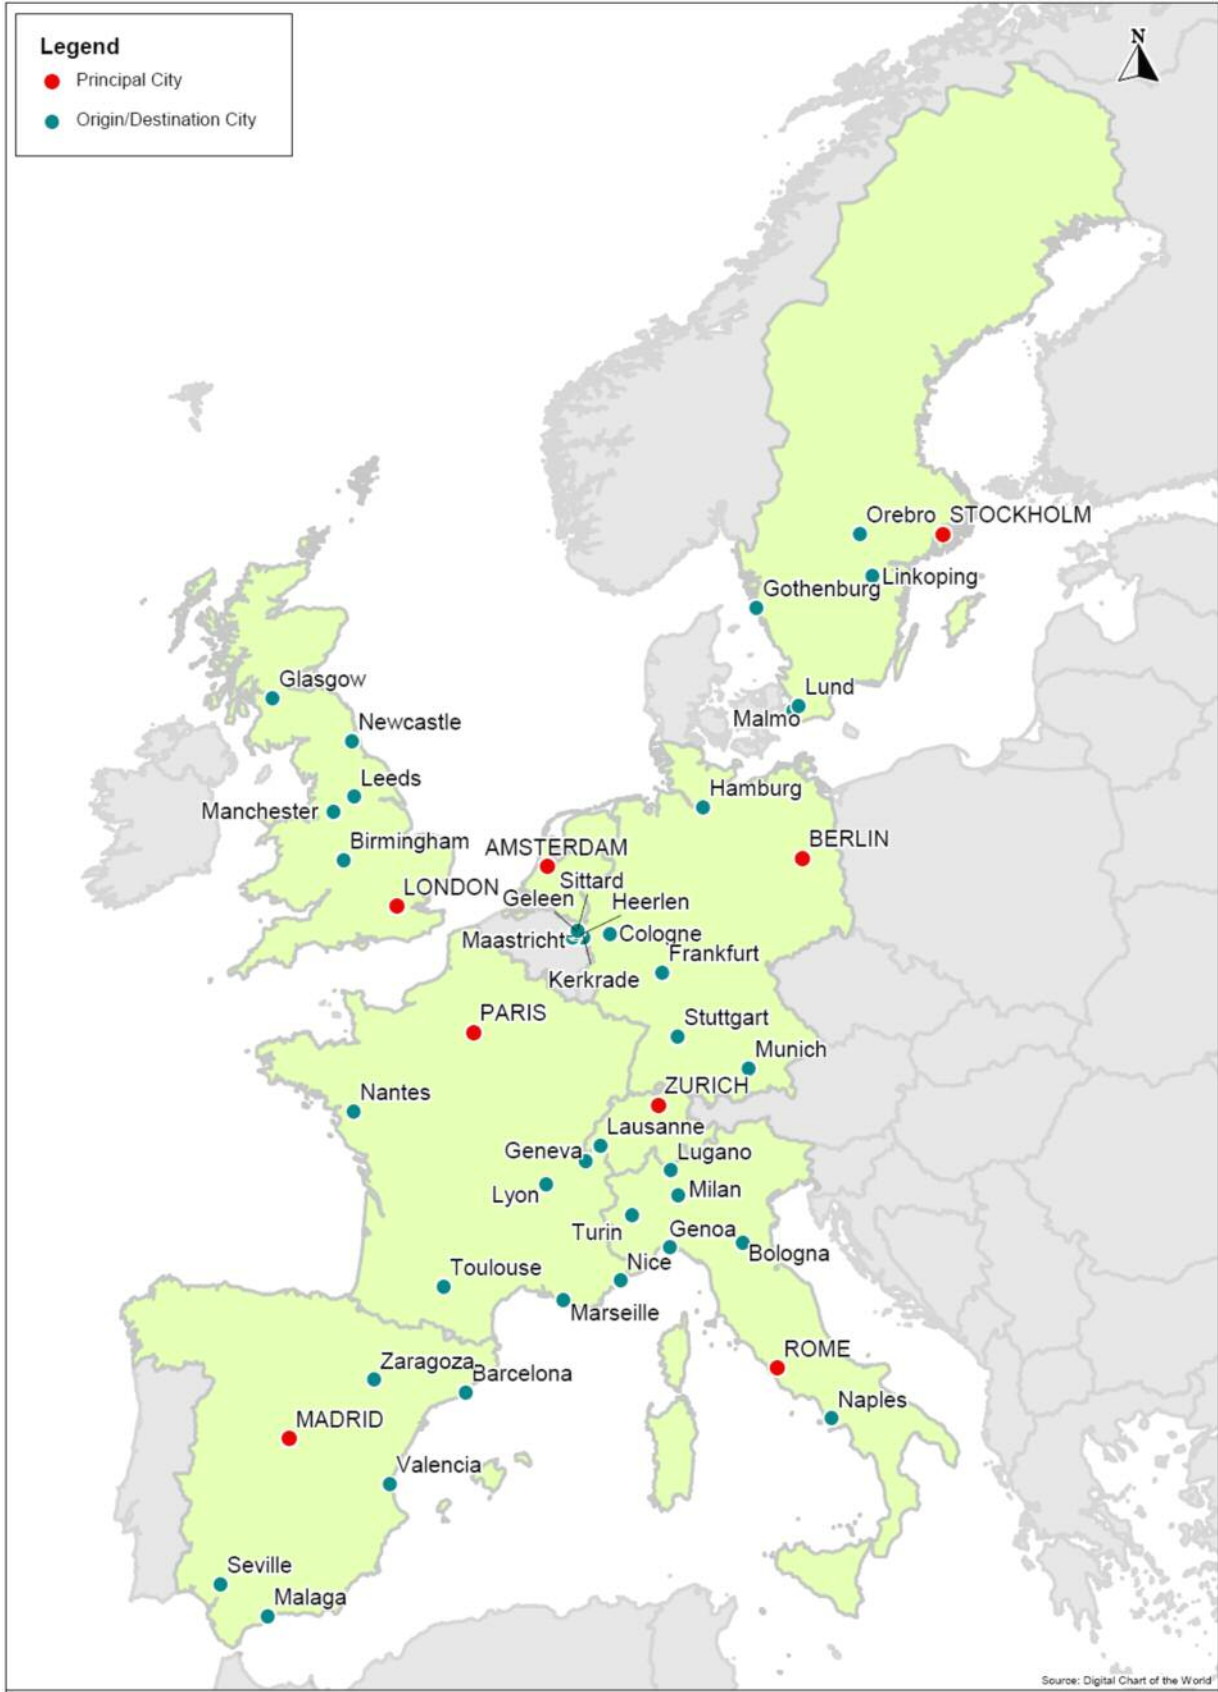 Legend
Principal City
Origin/Destination City
N
Orebro
STOCKHOLM
Linkoping
Gothenburg
Glasgow
Lund
Malmo
Newcastle
Leeds
Hamburg
Manchester
Birmingham
AMSTERDAM
BERLIN
Sittard
LONDON
Geleen
Heerlen
Maastricht
Cologne
Frankfurt
Kerkrade
PARIS
Stuttgart
Munich
ZURICH
Nantes
Lausanne
Geneva
Lugano
Lyon
Milan
Turin
Genoa
Bologna
Toulouse
Nice
Marseille
ROME
Zaragoza
Barcelona
Naples
MADRID
Valencia
Seville
Malaga
Source: Digital Chart of the World